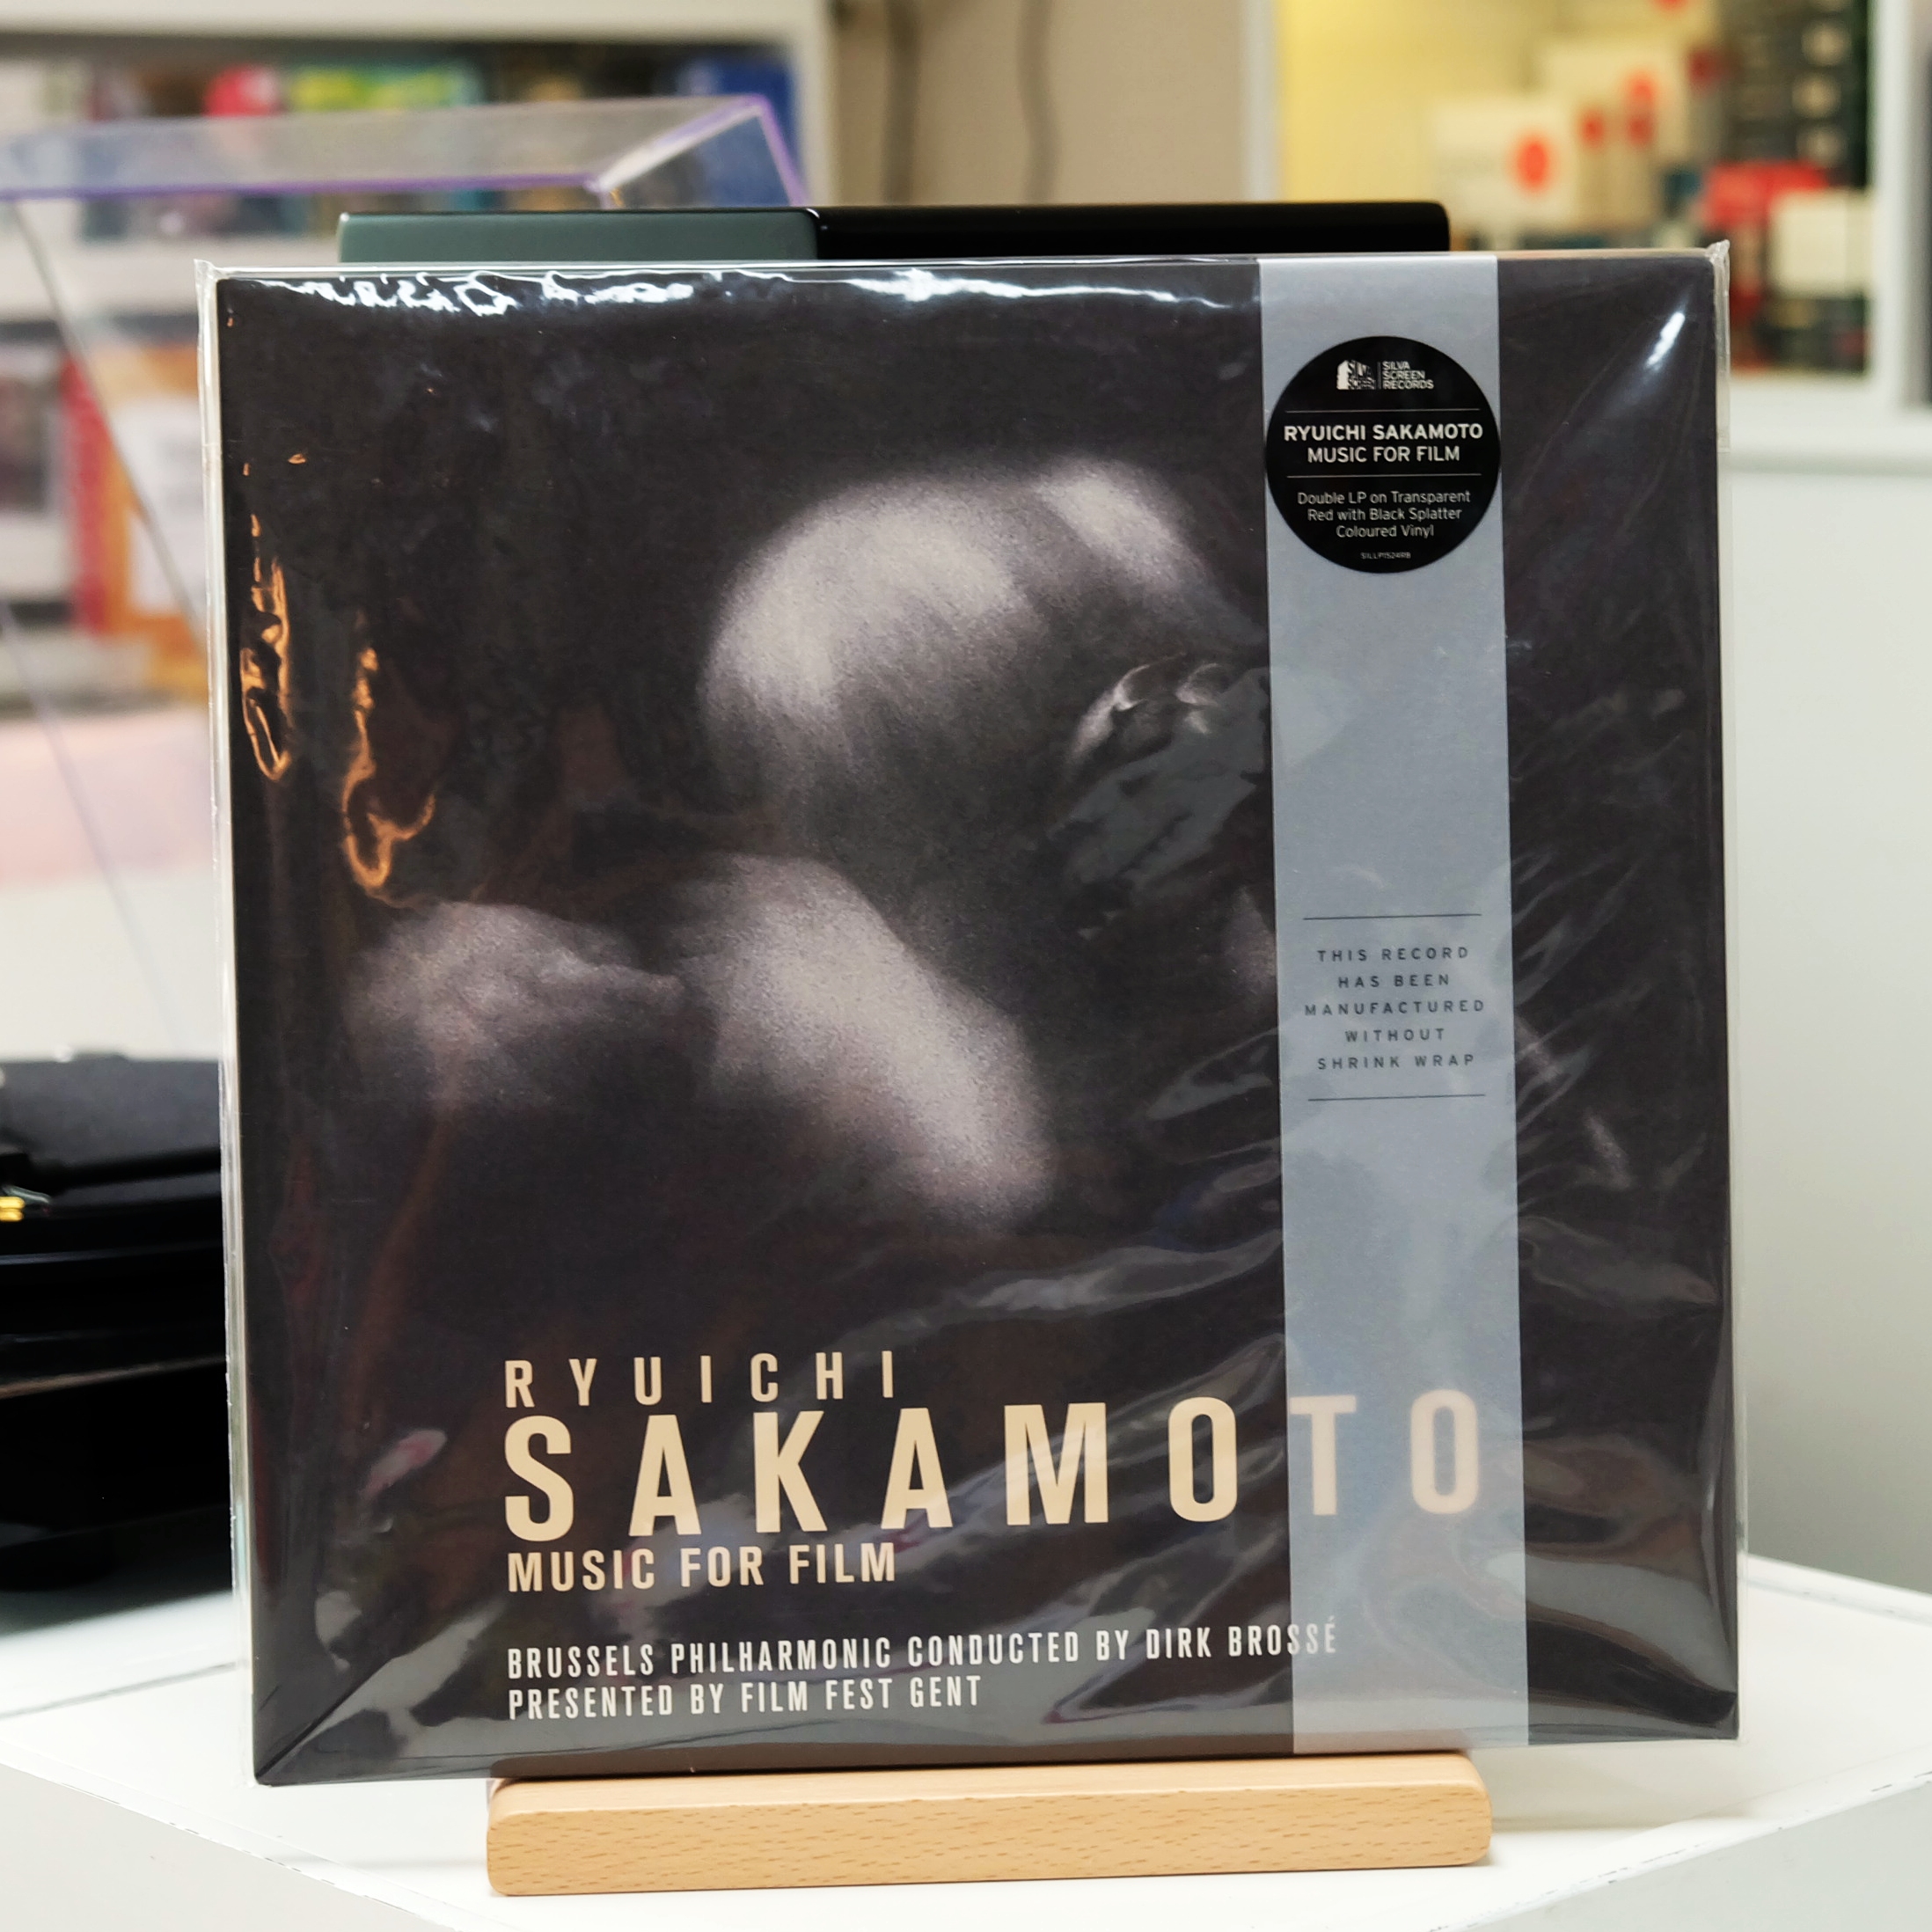 SILVA
SCREEN
RECORDS
RYUICHI SAKAMOTO
MUSIC FOR FILM
Double LP on Transparent
Red with Black Splatter
Coloured Vinyl
THIS RECORD
HAS BEEN
MANUFACTURED
WITHOUT
SHRINK WRAP
RYUICHI
SAKAMOTO
MUSIC FOR FILM
BRUSSELS PHILHARMONIC CONDUCTED BY DIRK BROSSÉ
PRESENTED BY FILM FEST GENT